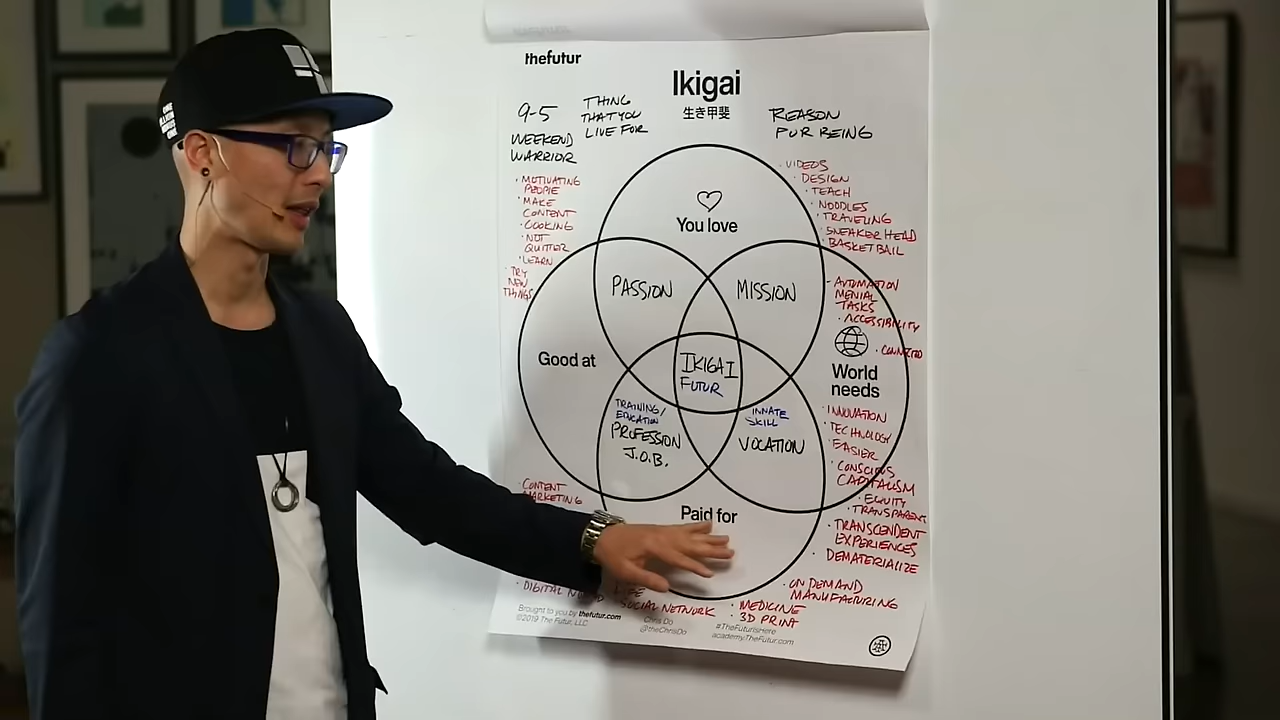 thefutur
Ikigai
生き甲斐
9-5
WEEKEND
WARRIOR
THING
THAT YOU
LIVE FOR
REASON
FUR BEING
• MOTIVATING
PEOPLE
• MAKE
CONTENT
• COOKING
• NOT
QUITTER
• LEARN
• TRY
NEW
THINGS
• VIDEOS
• DESIGN
• TEACH
• NOODLES
• TRAVELING
• SNEAKERHEAD
• BASKETBALL
You love
PASSION
MISSION
• AUTOMATION
MENIAL
TASKS
• ACCESSIBILITY
• CONNECTED
Good at
IKIGAI
FUTUR
World
needs
TRAINING/
EDUCATION
PROFESSION
J.O.B.
INNATE
SKILL
VOCATION
• INNOVATION
• TECHNOLOGY
• EASIER
• CONSCIOUS
CAPITALISM
• EQUITY
• TRANSPARENT
• TRANSCENDENT
EXPERIENCES
• DEMATERIALIZE
• CONTENT
MARKETING
Paid for
• DIGITAL
LIFE
SOCIAL NETWORK
• MEDICINE
3D PRINT
• ON DEMAND
MANUFACTURING
Brought to you by thefutur.com
©2019 The Futur, LLC
Chris Do
@theChrisDo
#TheFuturIsHere
academy.TheFutur.com